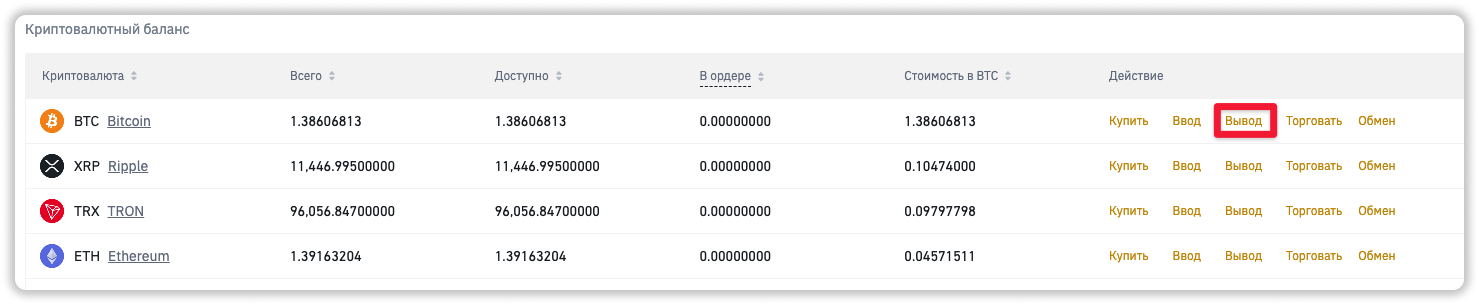 Криптовалютный баланс
Криптовалюта Всего Доступно В ордере Стоимость в BTC Действие
BTC Bitcoin 1.38606813 1.38606813 0.00000000 1.38606813 Купить Ввод Вывод Торговать Обмен
XRP Ripple 11,446.99500000 11,446.99500000 0.00000000 0.10474000 Купить Ввод Вывод Торговать Обмен
TRX TRON 96,056.84700000 96,056.84700000 0.00000000 0.09797798 Купить Ввод Вывод Торговать Обмен
ETH Ethereum 1.39163204 1.39163204 0.00000000 0.04571511 Купить Ввод Вывод Торговать Обмен